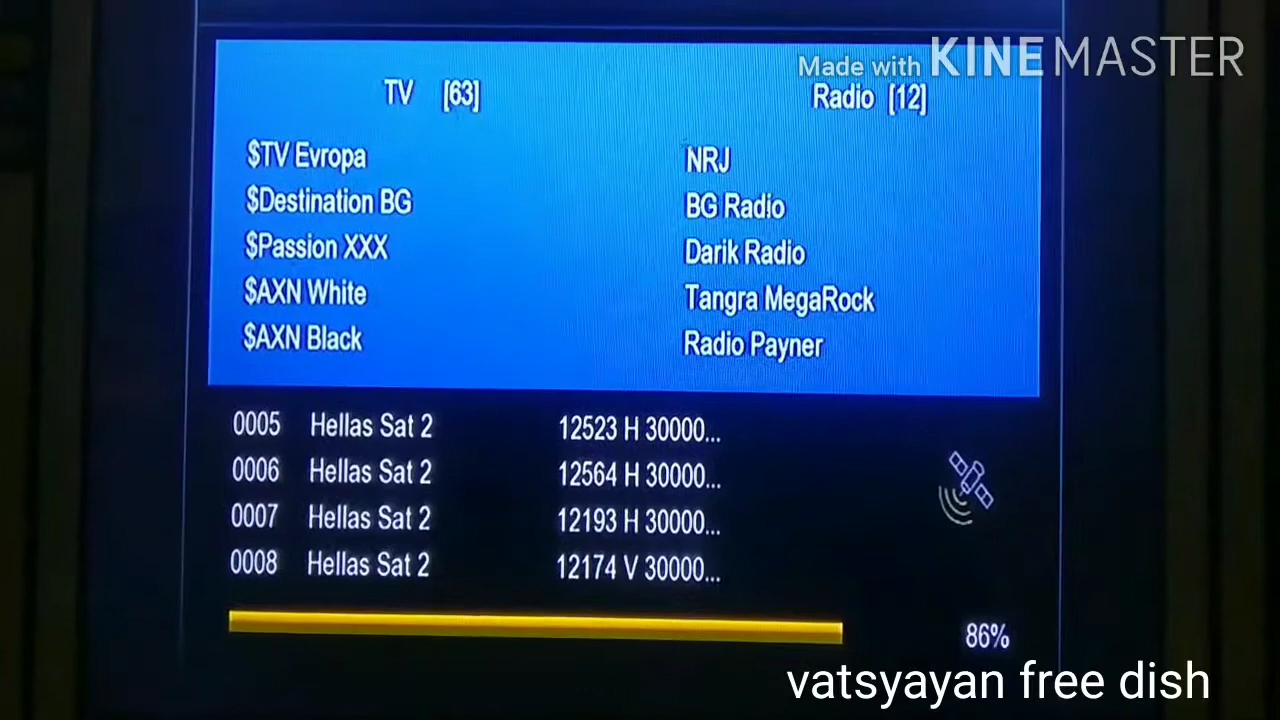 Made with KINEMASTER
TV [63]
Radio [12]
$TV Evropa
NRJ
$Destination BG
BG Radio
$Passion XXX
Darik Radio
$AXN White
Tangra MegaRock
$AXN Black
Radio Payner
0005 Hellas Sat 2 12523 H 30000...
0006 Hellas Sat 2 12564 H 30000...
0007 Hellas Sat 2 12193 H 30000...
0008 Hellas Sat 2 12174 V 30000...
86%
vatsyayan free dish